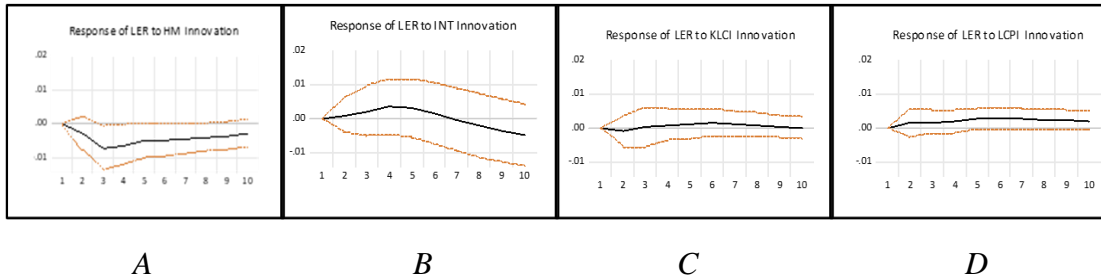 Response of LER to HM Innovation
.02
.01
.00
.01
1 2 3 4 5 6 7 8 9 10
Response of LER to INT Innovation
.02
.01
.00
-.01
1 2 3 4 5 6 7 8 9 10
Response of LER to KLCI Innovation
.02
.01
.00
-.01
1 2 3 4 5 6 7 8 9 10
Response of LER to LCPI Innovation
.02
.01
.00
-.01
1 2 3 4 5 6 7 8 9 10
A B C D